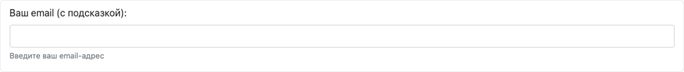 Ваш email (с подсказкой):
Введите ваш email-адрес